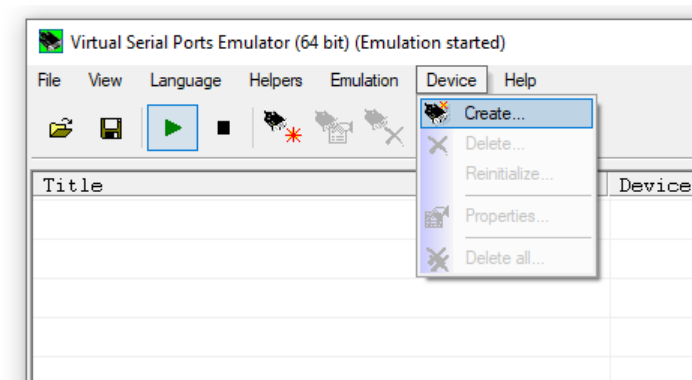 Virtual Serial Ports Emulator (64 bit) (Emulation started)
File View Language Helpers Emulation Device Help
Create...
Delete...
Reinitialize...
Properties...
Delete all...
Title Device